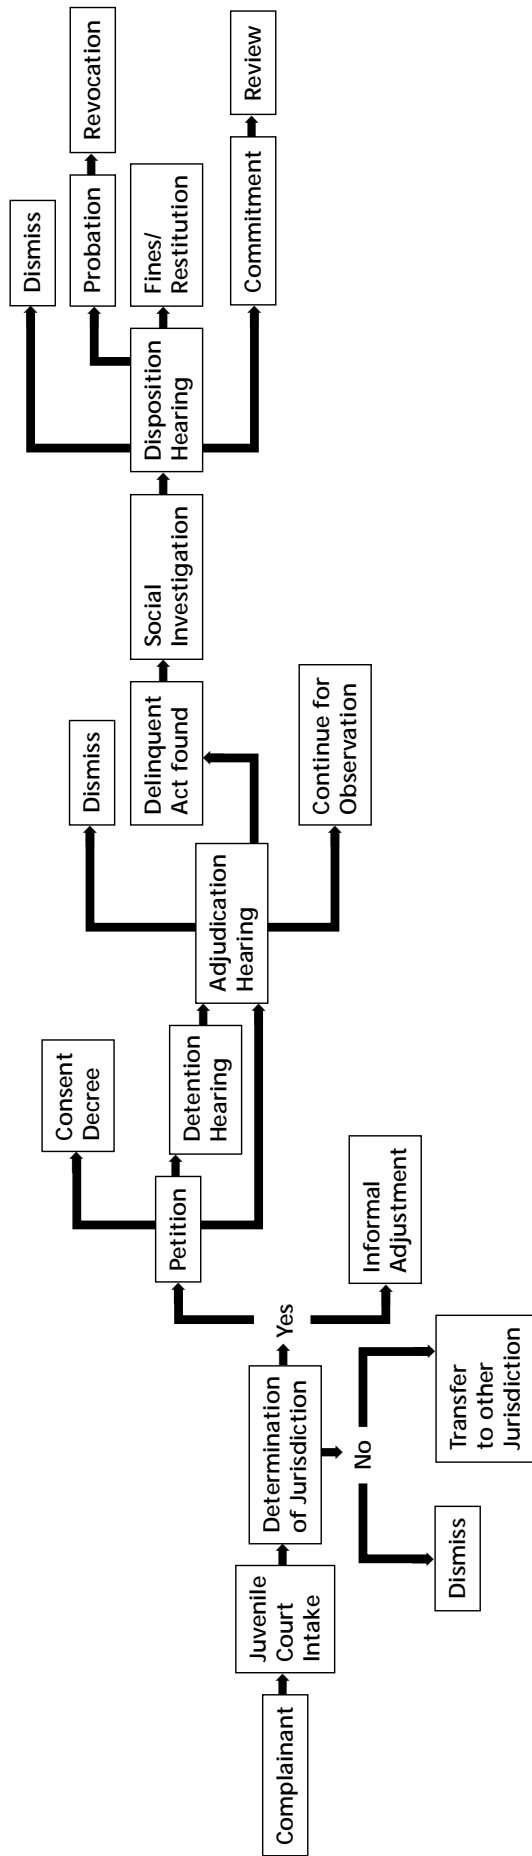 Complainant
Juvenile
Court
Intake
Determination
of Jurisdiction
No
Dismiss
Transfer
to other
Jurisdiction
Yes
Informal
Adjustment
Petition
Consent
Decree
Detention
Hearing
Adjudication
Hearing
Dismiss
Continue for
Observation
Delinquent
Act found
Social
Investigation
Disposition
Hearing
Dismiss
Probation
Revocation
Fines/
Restitution
Commitment
Review